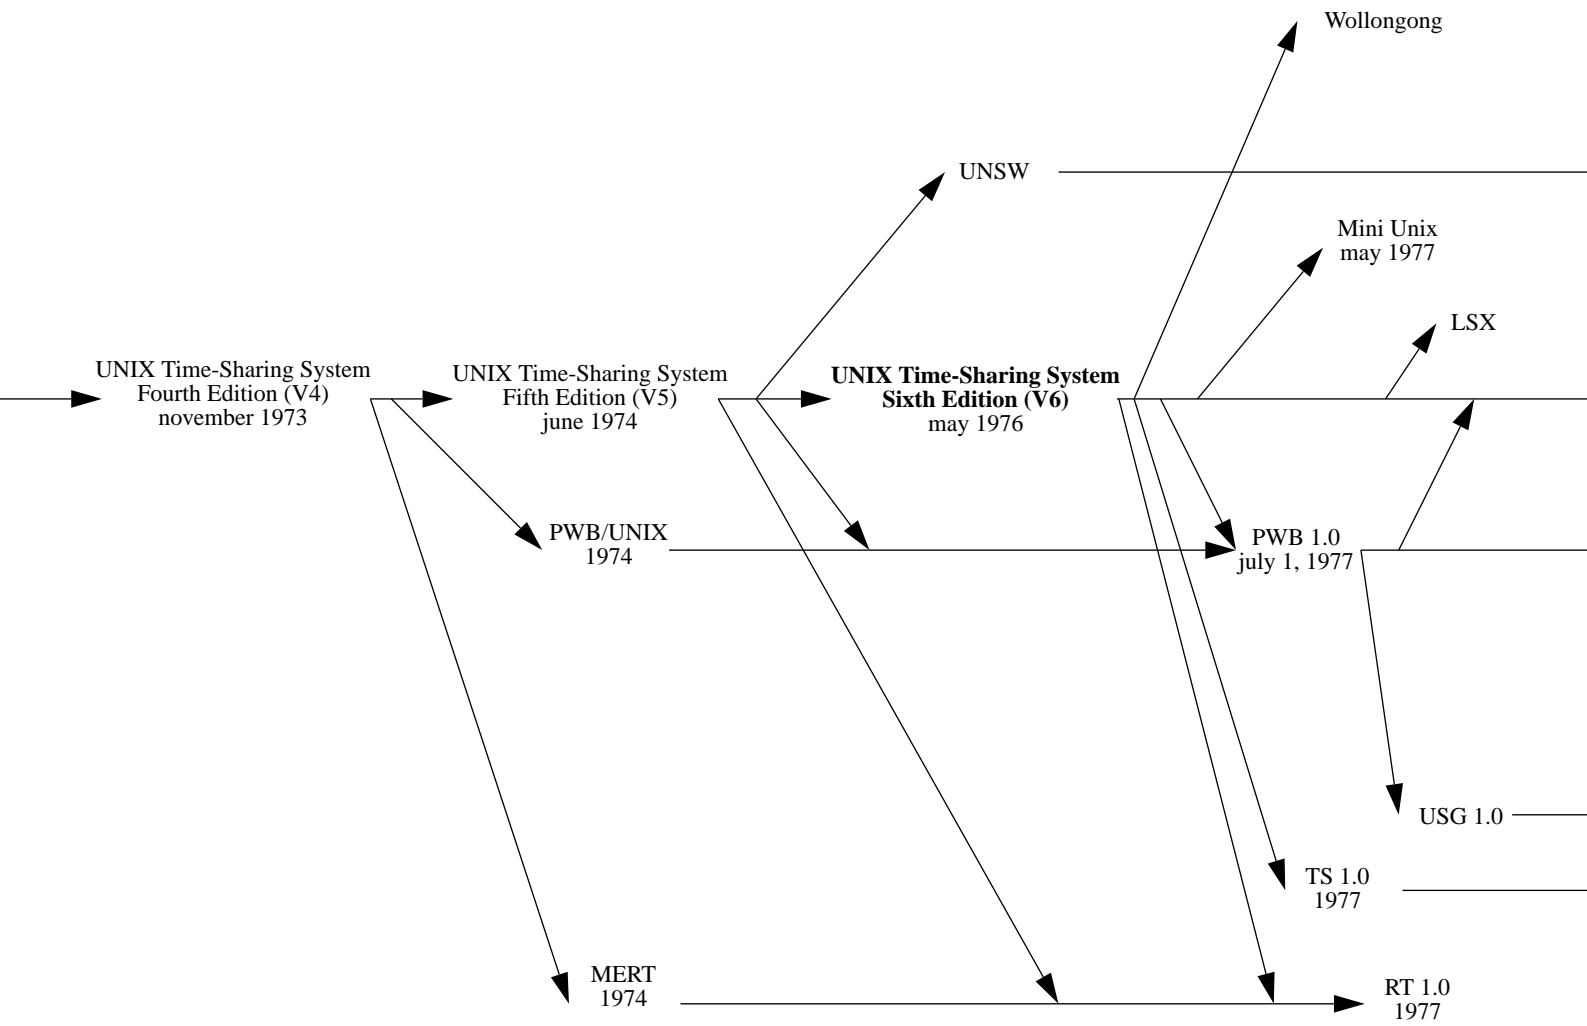 Wollongong
UNSW
Mini Unix
may 1977
LSX
UNIX Time-Sharing System
Fourth Edition (V4)
november 1973
UNIX Time-Sharing System
Fifth Edition (V5)
june 1974
UNIX Time-Sharing System
Sixth Edition (V6)
may 1976
PWB/UNIX
1974
PWB 1.0
july 1, 1977
USG 1.0
TS 1.0
1977
MERT
1974
RT 1.0
1977